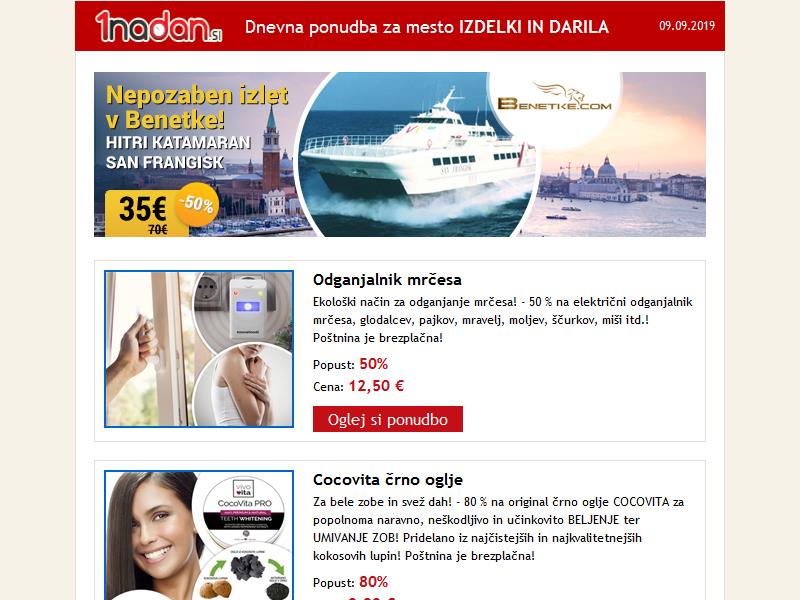 1nadan.si
Dnevna ponudba za mesto IZDELKI IN DARILA
09.09.2019
Nepozaben izlet
v Benetke!
HITRI KATAMARAN
SAN FRANGISK
35€
-50%
70€
BENETKE.COM
SAN FRANGISK
Odganjalnik mrčesa
Ekološki način za odganjanje mrčesa! - 50 % na električni odganjalnik
mrčesa, glodalcev, pajkov, mravelj, moljev, ščurkov, miši itd.!
Poštnina je brezplačna!
Popust: 50%
Cena: 12,50 €
Oglej si ponudbo
vivo
vita
CocoVita PRO
TEETH WHITENING
Cocovita črno oglje
Za bele zobe in svež dah! - 80 % na original črno oglje COCOVITA za
popolnoma naravno, neškodljivo in učinkovito BELJENJE ter
UMIVANJE ZOB! Pridelano iz najčistejših in najkvalitetnejših
kokosovih lupin! Poštnina je brezplačna!
Popust: 80%